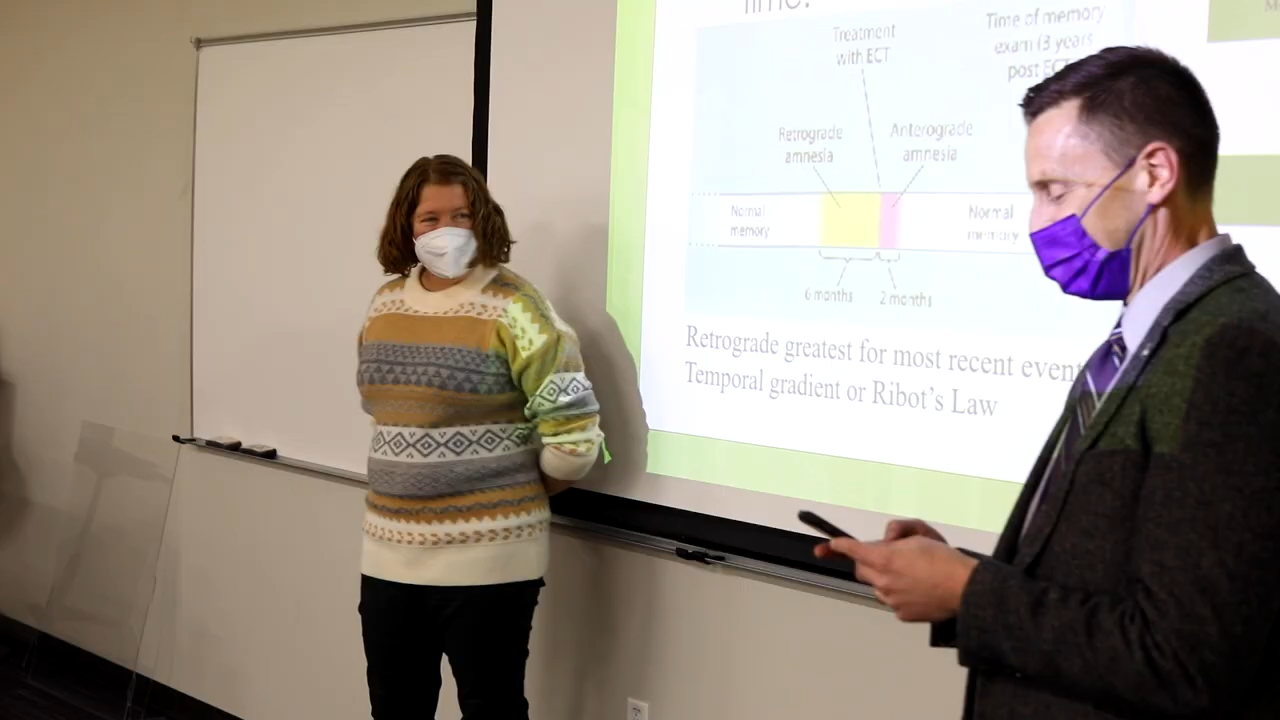 Time?
Treatment
with ECT
Time of memory
exam (3 years
post ECT
Retrograde
amnesia
Anterograde
amnesia
Normal
memory
Normal
memory
6 months
2 months
Retrograde greatest for most recent event
Temporal gradient or Ribot's Law